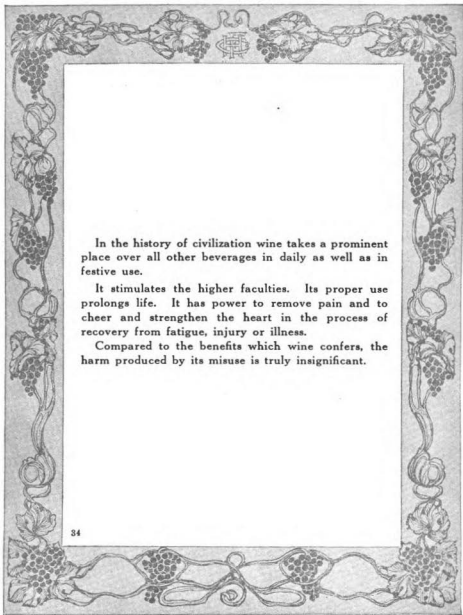 In the history of civilization wine takes a prominent
place over all other beverages in daily as well as in
festive use.
It stimulates the higher faculties. Its proper use
prolongs life. It has power to remove pain and to
cheer and strengthen the heart in the process of
recovery from fatigue, injury or illness.
Compared to the benefits which wine confers, the
harm produced by its misuse is truly insignificant.
34